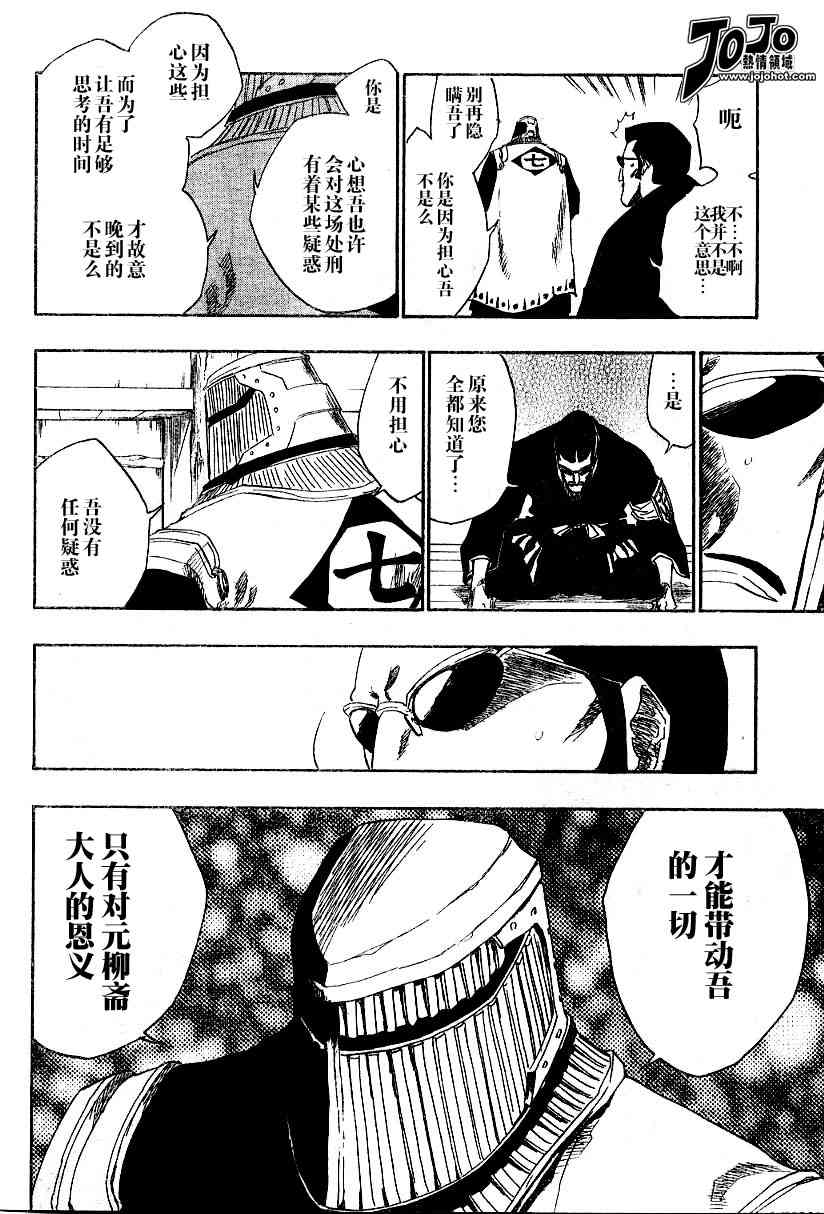 JOJO
熱情領域
www.jojohot.com
呃
不…不啊
我并不是
这个意思…
别再隐
瞒吾了
你是因为担心吾
不是么
七
你是
心想吾也许
会对这场处刑
有着某些疑惑
因为担
心这些
而为了
让吾有足够
思考的时间
才故意
晚到的
不是么
…是
原来您
全都知道了…
不用担心
七
吾没有
任何疑惑
才能带动吾
的一切
只有对元柳斋
大人的恩义